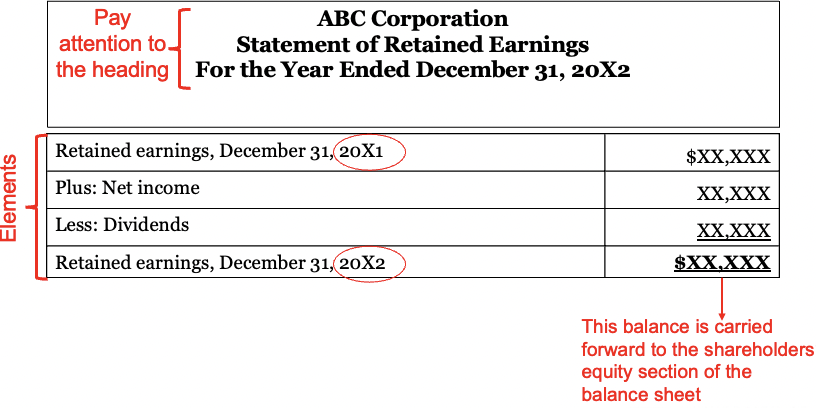 Pay
attention to
the heading
ABC Corporation
Statement of Retained Earnings
For the Year Ended December 31, 20X2
Elements
Retained earnings, December 31, 20X1 $XX,XXX
Plus: Net income XX,XXX
Less: Dividends XX,XXX
Retained earnings, December 31, 20X2 $XX,XXX
This balance is carried
forward to the shareholders
equity section of the
balance sheet